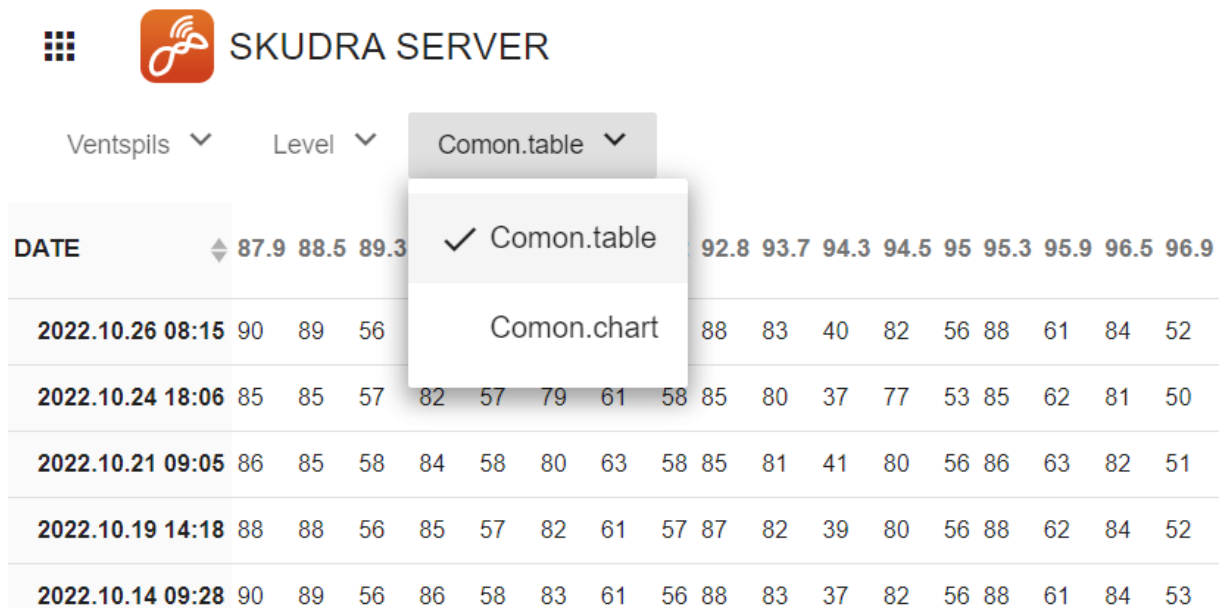 SKUDRA SERVER
Ventspils Level Comon.table
DATE 87.9 88.5 89.3 92.8 93.7 94.3 94.5 95 95.3 95.9 96.5 96.9
Comon.table
2022.10.26 08:15 90 89 56 88 83 40 82 56 88 61 84 52
Comon.chart
2022.10.24 18:06 85 85 57 82 57 79 61 58 85 80 37 77 53 85 62 81 50
2022.10.21 09:05 86 85 58 84 58 80 63 58 85 81 41 80 56 86 63 82 51
2022.10.19 14:18 88 88 56 85 57 82 61 57 87 82 39 80 56 88 62 84 52
2022.10.14 09:28 90 89 56 86 58 83 61 56 88 83 37 82 56 88 61 84 53